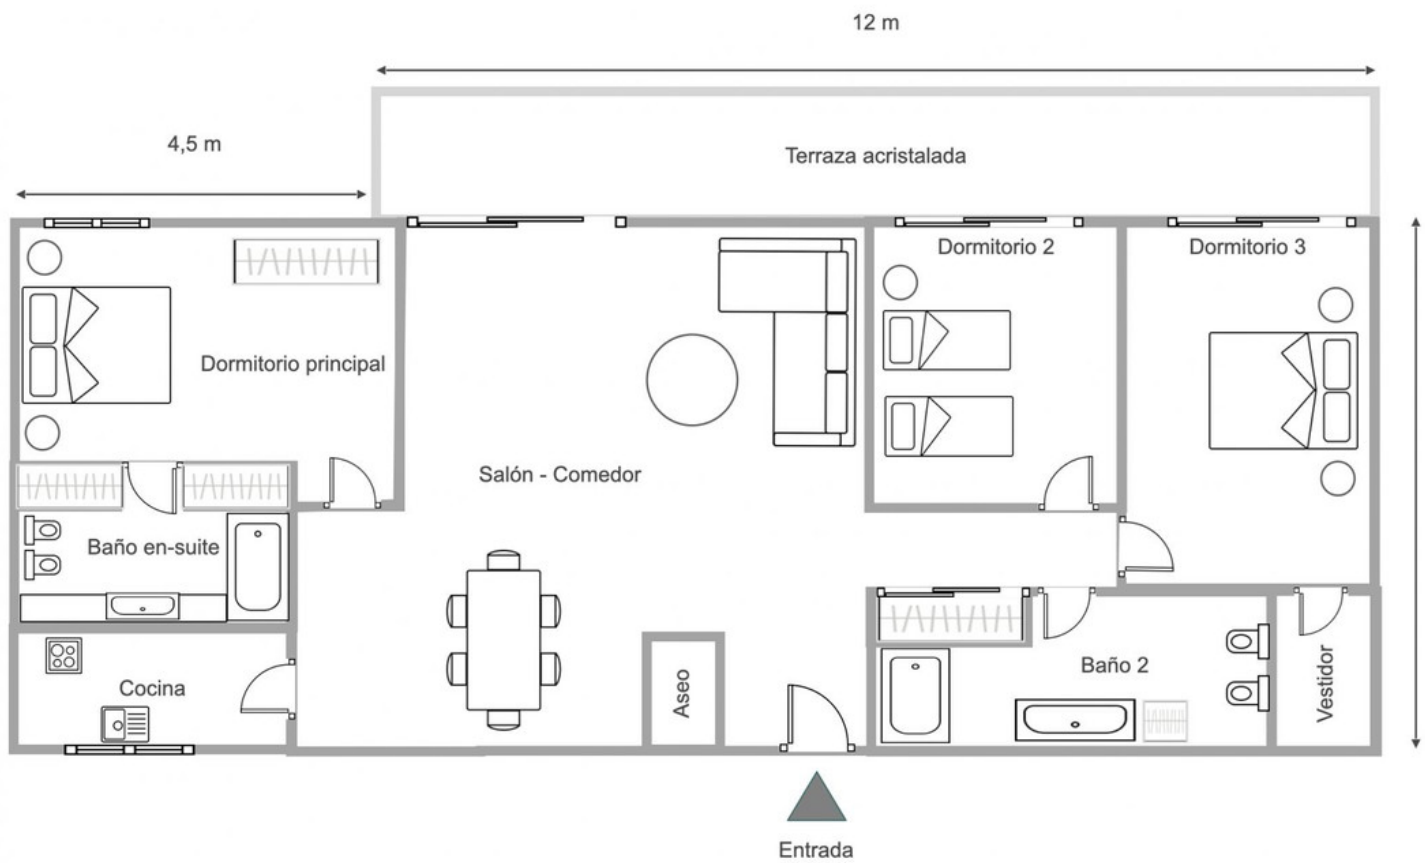 12 m
4,5 m
Terraza acristalada
Dormitorio 2
Dormitorio 3
Dormitorio principal
Salón - Comedor
Baño en-suite
Cocina
Aseo
Baño 2
Vestidor
Entrada